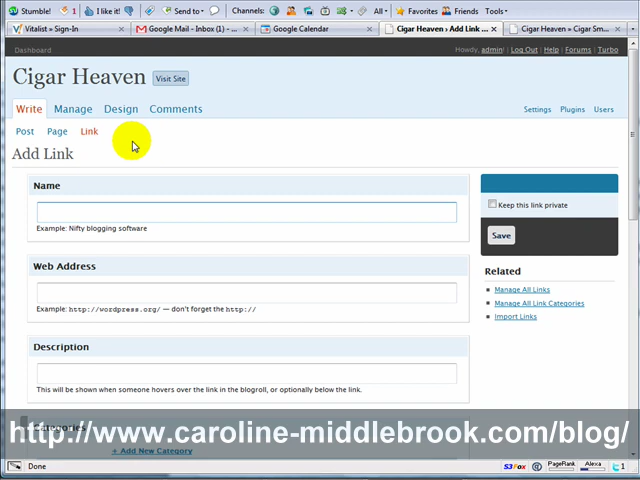 Stumble! 1 I like it! Send to Channels: All Favorites Friends Tools
Vitalist » Sign-In Google Mail - Inbox (1) - ... Google Calendar Cigar Heaven › Add Link ... Cigar Heaven » Cigar Sm...
Dashboard Howdy, admin! | Log Out | Help | Forums | Turbo
Cigar Heaven Visit Site
Write Manage Design Comments Settings Plugins Users
Post Page Link
Add Link
Name
Example: Nifty blogging software
Keep this link private
Save
Web Address
Example: http://wordpress.org/ — don't forget the http://
Related
Manage All Links
Manage All Link Categories
Import Links
Description
This will be shown when someone hovers over the link in the blogroll, or optionally below the link.
Categories
http://www.caroline-middlebrook.com/blog/
+ Add New Category
Done S3Fox PageRank Alexa 1